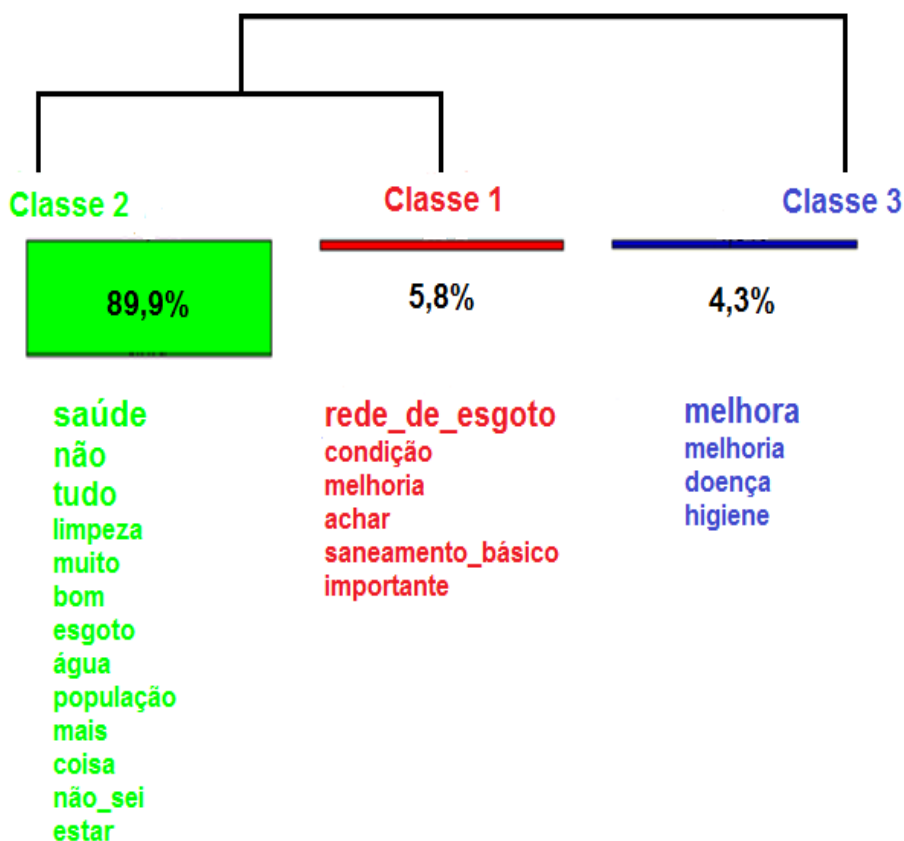 Classe 2
Classe 1
Classe 3
89,9%
5,8%
4,3%
saúde
não
tudo
limpeza
muito
bom
esgoto
água
população
mais
coisa
não_sei
estar
rede_de_esgoto
condição
melhoria
achar
saneamento_básico
importante
melhora
melhoria
doença
higiene